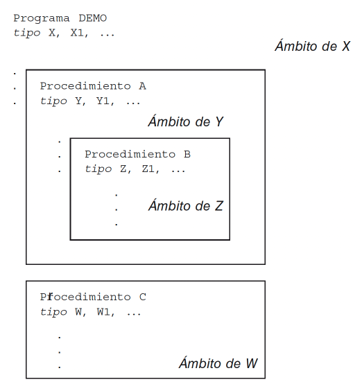 Programa DEMO
tipo X, X1, ...
Ámbito de X
.
.
.
Procedimiento A
tipo Y, Y1, ...
Ámbito de Y
.
.
.
Procedimiento B
tipo Z, Z1, ...
.
.
Ámbito de Z
.
Pfocedimiento C
tipo W, W1, ...
.
.
.
Ámbito de W